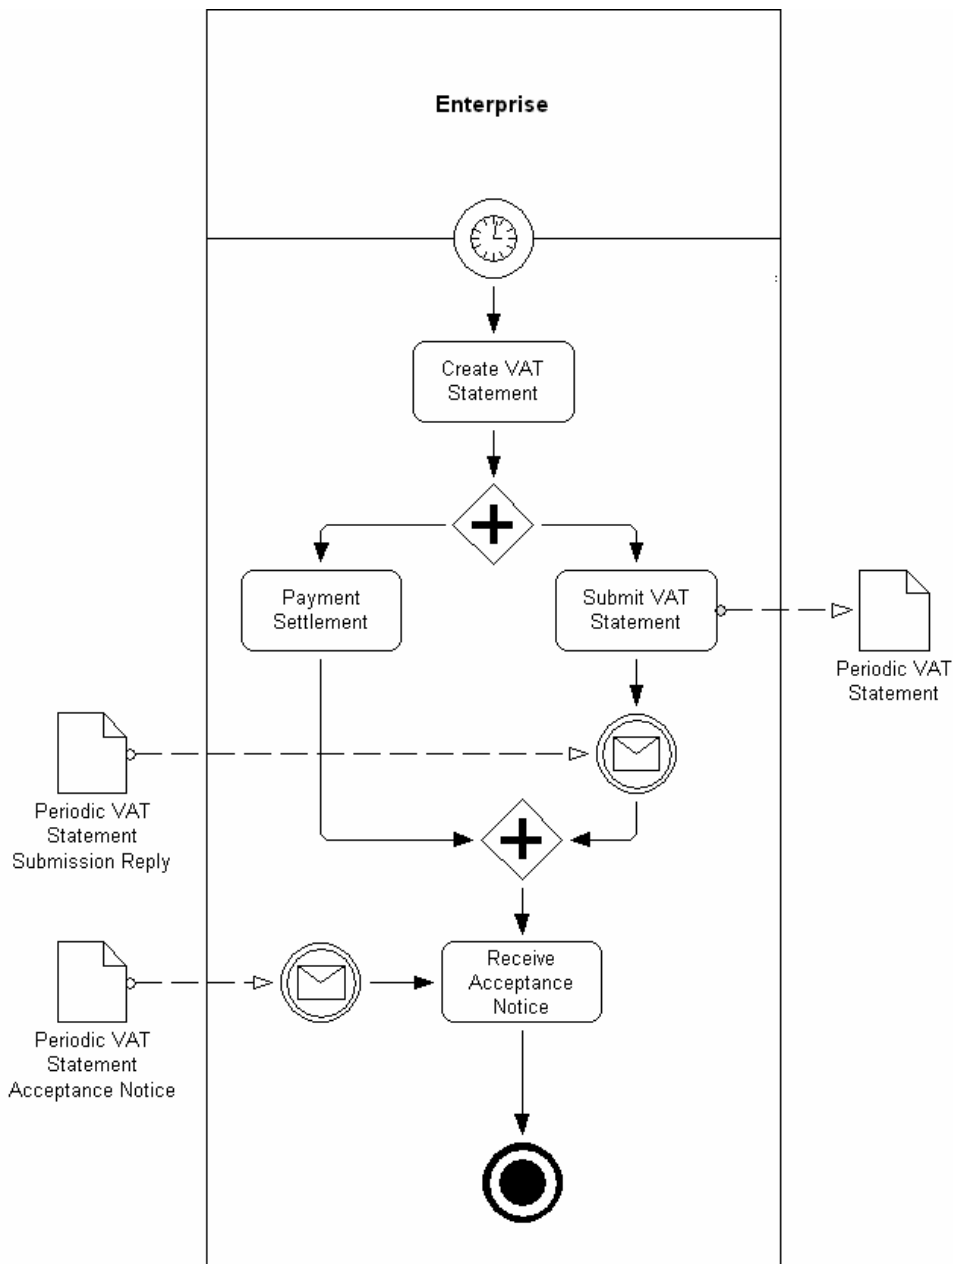 Enterprise
Create VAT
Statement
Payment
Settlement
Submit VAT
Statement
Periodic VAT
Statement
Periodic VAT
Statement
Submission Reply
Receive
Acceptance
Notice
Periodic VAT
Statement
Acceptance Notice